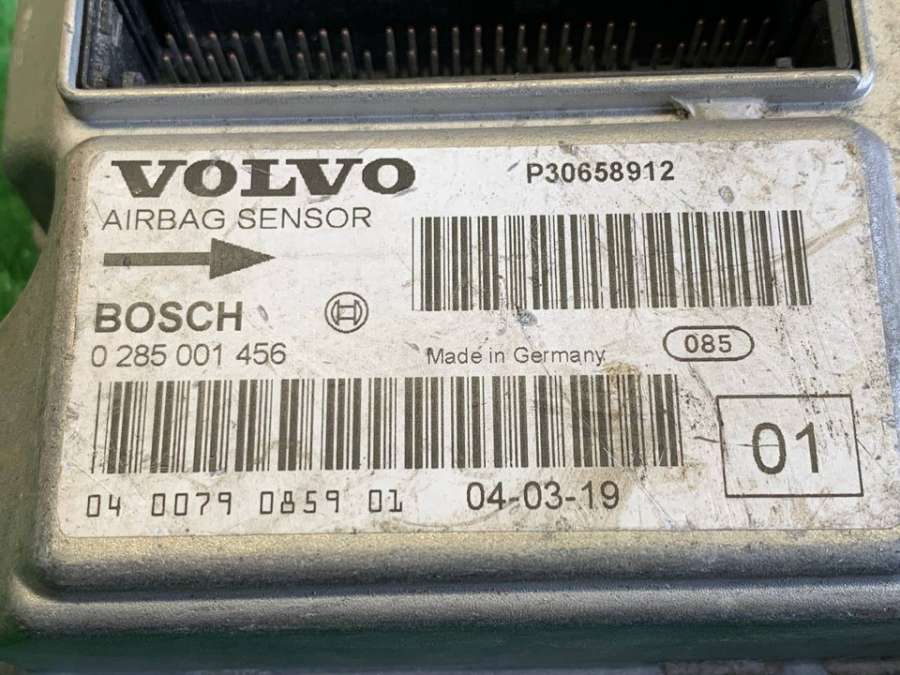 VOLVO
P30658912
AIRBAG SENSOR
BOSCH
0 285 001 456
Made in Germany
085
01
04 0079 0859 01
04-03-19